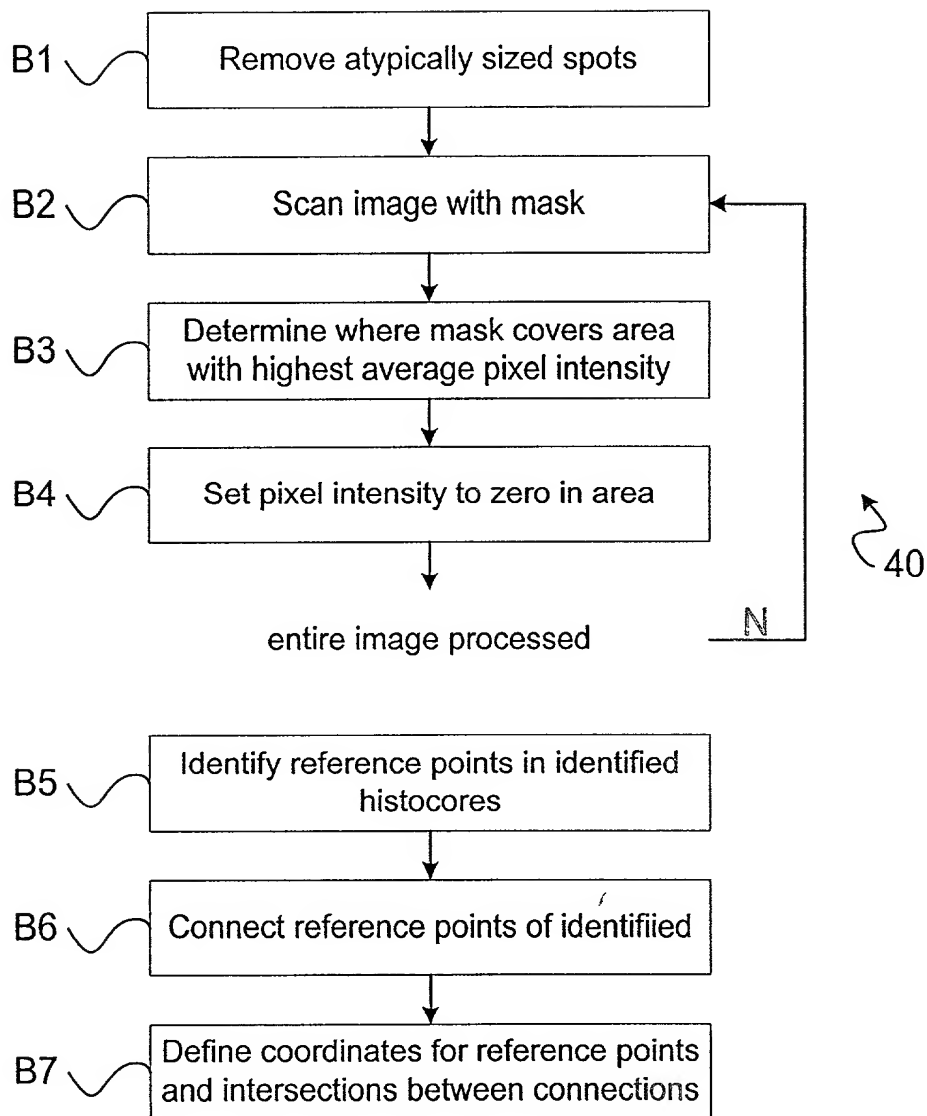 B1
Remove atypically sized spots
B2
Scan image with mask
B3
Determine where mask covers area
with highest average pixel intensity
B4
Set pixel intensity to zero in area
40
entire image processed
N
B5
Identify reference points in identified
histocores
B6
Connect reference points of identifiied
B7
Define coordinates for reference points
and intersections between connections